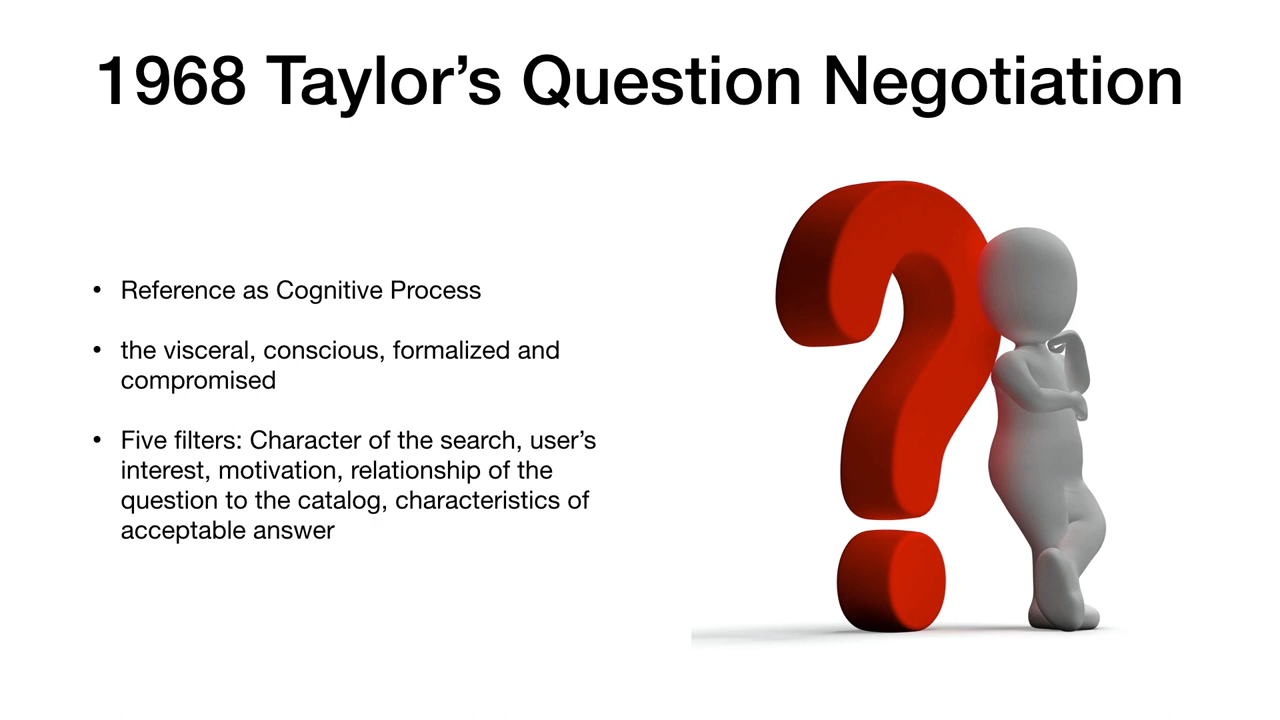 1968 Taylor’s Question Negotiation
• Reference as Cognitive Process
• the visceral, conscious, formalized and
compromised
• Five filters: Character of the search, user’s
interest, motivation, relationship of the
question to the catalog, characteristics of
acceptable answer